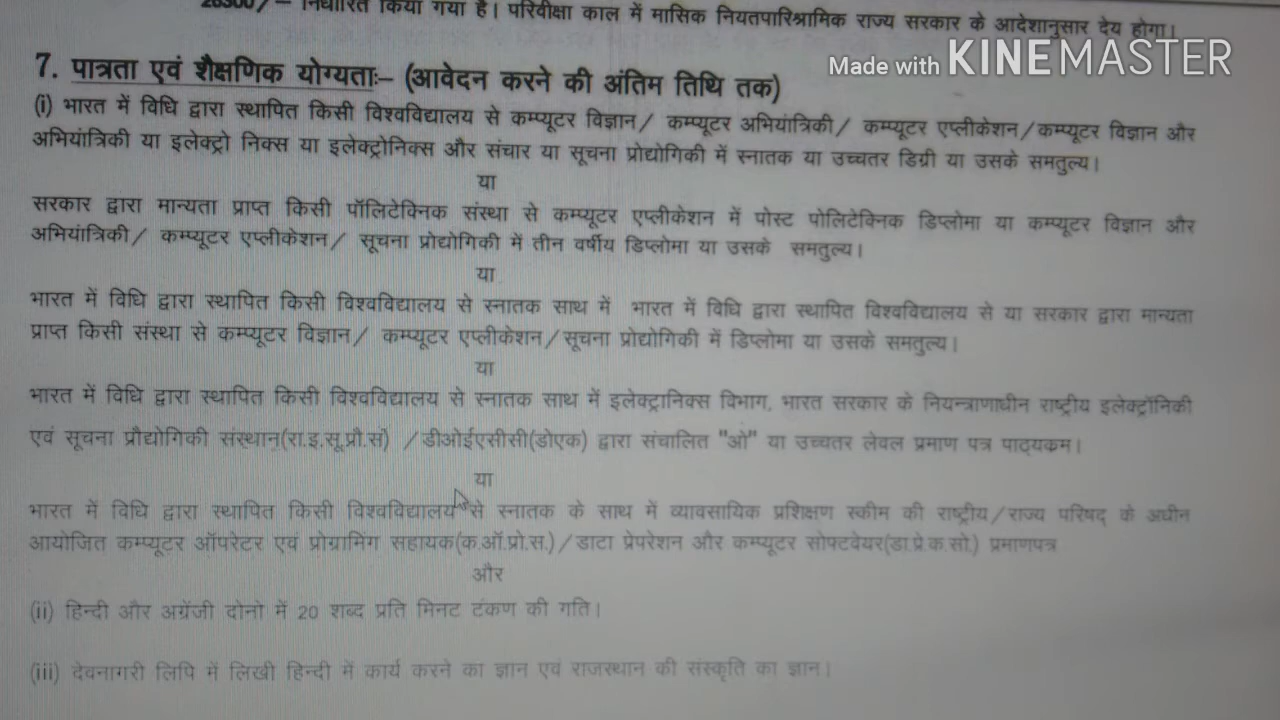 26300/– निर्धारित किया गया है। परिवीक्षा काल में मासिक नियतपारिश्रामिक राज्य सरकार के आदेशानुसार देय होगा।
Made with KINEMASTER
7. पात्रता एवं शैक्षणिक योग्यताः– (आवेदन करने की अंतिम तिथि तक)
(i) भारत में विधि द्वारा स्थापित किसी विश्वविद्यालय से कम्प्यूटर विज्ञान/ कम्प्यूटर अभियांत्रिकी/ कम्प्यूटर एप्लीकेशन/कम्प्यूटर विज्ञान और
अभियांत्रिकी या इलेक्ट्रो निक्स या इलेक्ट्रोनिक्स और संचार या सूचना प्रोद्योगिकी में स्नातक या उच्चतर डिग्री या उसके समतुल्य।
या
सरकार द्वारा मान्यता प्राप्त किसी पॉलिटेक्निक संस्था से कम्प्यूटर एप्लीकेशन में पोस्ट पोलिटेक्निक डिप्लोमा या कम्प्यूटर विज्ञान और
अभियांत्रिकी/ कम्प्यूटर एप्लीकेशन/ सूचना प्रोद्योगिकी में तीन वर्षीय डिप्लोमा या उसके समतुल्य।
या
भारत में विधि द्वारा स्थापित किसी विश्वविद्यालय से स्नातक साथ में भारत में विधि द्वारा स्थापित विश्वविद्यालय से या सरकार द्वारा मान्यता
प्राप्त किसी संस्था से कम्प्यूटर विज्ञान/ कम्प्यूटर एप्लीकेशन/सूचना प्रोद्योगिकी में डिप्लोमा या उसके समतुल्य।
या
भारत में विधि द्वारा स्थापित किसी विश्वविद्यालय से स्नातक साथ में इलेक्ट्रानिक्स विभाग, भारत सरकार के नियन्त्राणाधीन राष्ट्रीय इलेक्ट्रॉनिकी
एवं सूचना प्रौद्योगिकी संस्थान(रा.इ.सू.प्रौ.सं) /डीओईएसीसी(डोएक) द्वारा संचालित "ओ" या उच्चतर लेवल प्रमाण पत्र पाठ्यकम।
या
भारत में विधि द्वारा स्थापित किसी विश्वविद्यालय से स्नातक के साथ में व्यावसायिक प्रशिक्षण स्कीम की राष्ट्रीय/राज्य परिषद् के अधीन
आयोजित कम्प्यूटर ऑपरेटर एवं प्रोग्रामिंग सहायक(क.ऑ.प्रो.स.)/डाटा प्रेपरेशन और कम्प्यूटर सोफ्टवेयर(डा.प्रे.क.सो.) प्रमाणपत्र
और
(ii) हिन्दी और अग्रेंजी दोनो में 20 शब्द प्रति मिनट टंकण की गति।
(iii) देवनागरी लिपि में लिखी हिन्दी में कार्य करने का ज्ञान एवं राजस्थान की संस्कृति का ज्ञान।